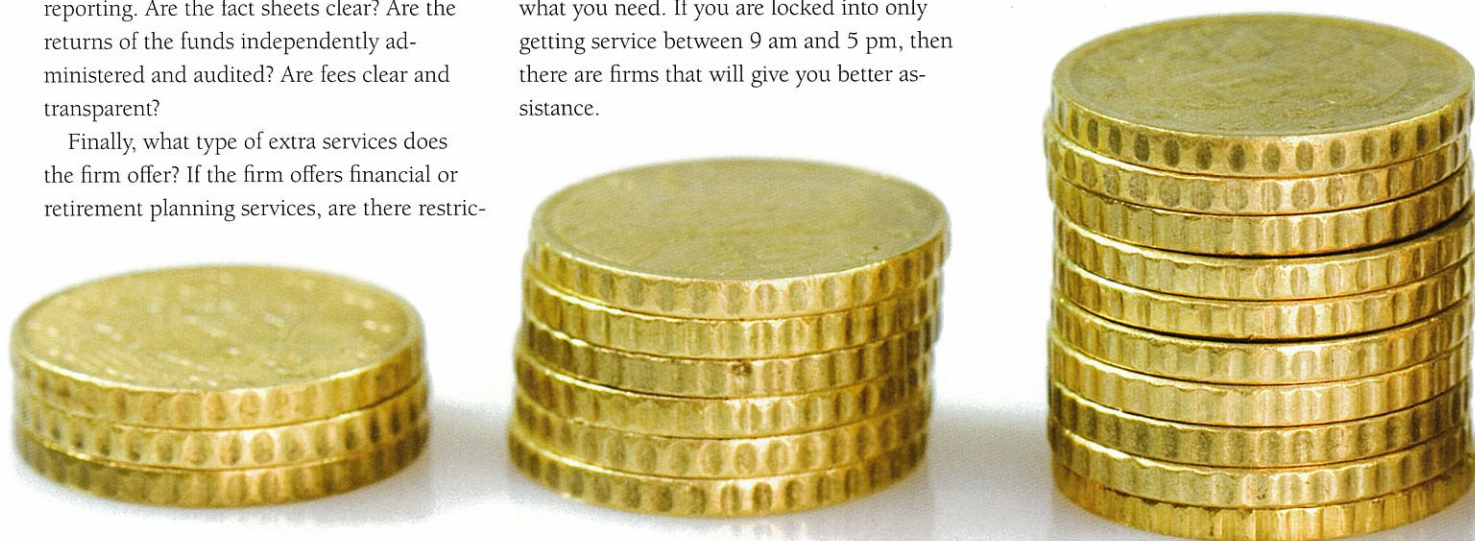 reporting. Are the fact sheets clear? Are the
returns of the funds independently ad-
ministered and audited? Are fees clear and
transparent?
Finally, what type of extra services does
the firm offer? If the firm offers financial or
retirement planning services, are there restric-
what you need. If you are locked into only
getting service between 9 am and 5 pm, then
there are firms that will give you better as-
sistance.